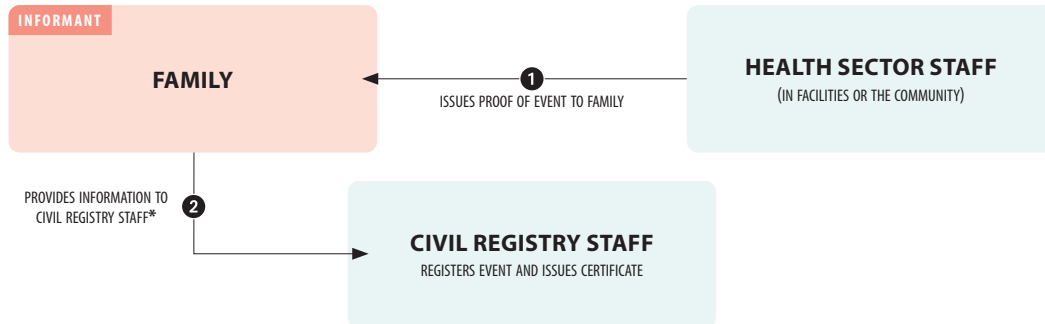 INFORMANT
FAMILY
1
ISSUES PROOF OF EVENT TO FAMILY
HEALTH SECTOR STAFF
(IN FACILITIES OR THE COMMUNITY)
PROVIDES INFORMATION TO
CIVIL REGISTRY STAFF*
2
CIVIL REGISTRY STAFF
REGISTERS EVENT AND ISSUES CERTIFICATE